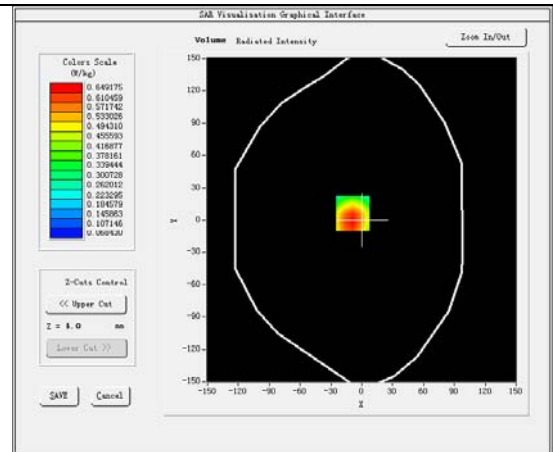 SAR Visualisation Graphical Interface
Volume Radiated Intensity
Zoom In/Out
Colors Scale
(W/kg)
0.649175
0.610459
0.571742
0.533026
0.494310
0.455593
0.416877
0.378161
0.339444
0.300728
0.262012
0.223295
0.184579
0.145863
0.107146
0.068430
Z-Cuts Control
<< Upper Cut
Z = 4.0 mm
Lower Cut >>
SAVE
Cancel
150
120
90
60
30
0
-30
-60
-90
-120
-150
Y
-150 -120 -90 -60 -30 0 30 60 90 120 150
X